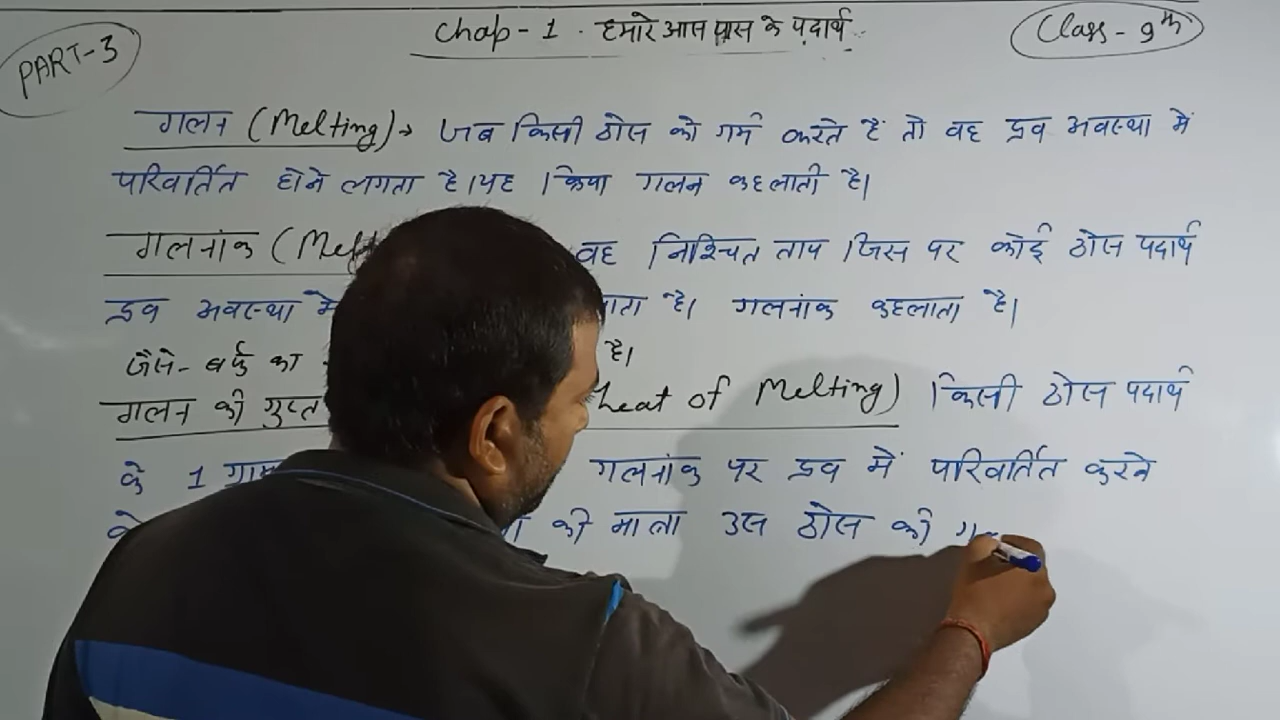 PART-3
Chap-1. हमारे आस पास के पदार्थ
Class-9th
गलन (Melting)→ जब किसी ठोस को गर्म करते हैं तो वह द्रव अवस्था में
परिवर्तित होने लगता है। यह क्रिया गलन कहलाती है।
गलनांक ( वह निश्चित ताप जिस पर कोई ठोस पदार्थ
द्रव अवस्था में है। गलनांक कहलाता है।
जैसे- बर्फ का है।
गलन की गुप्त heat of Melting) किसी ठोस पदार्थ
के 1 गलनांक पर द्रव में परिवर्तित करने
की मात्रा उस ठोस की